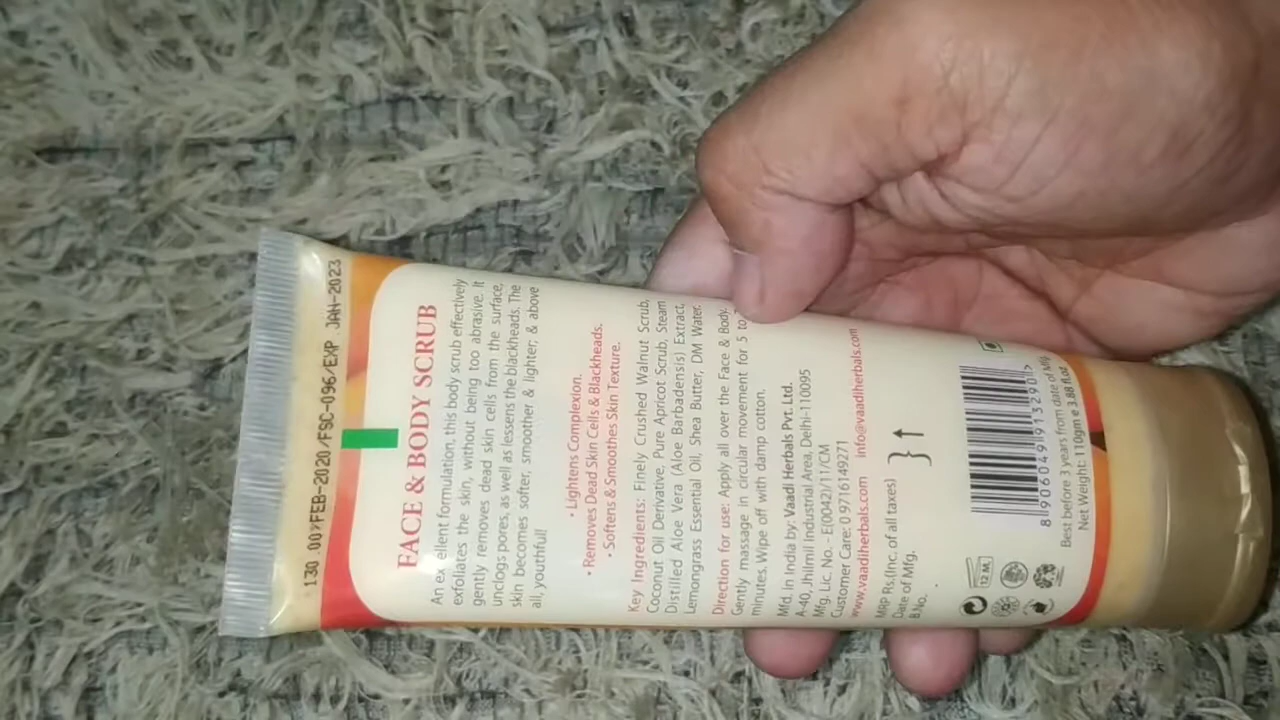 130.00/FEB-2020/FSC-096/EXP JAN-2023
FACE & BODY SCRUB
An ex ellent formulation, this body scrub effectively
exfoliates the skin, without being too abrasive. It
gently removes dead skin cells from the surface,
unclogs pores, as well as lessens the blackheads. The
skin becomes softer, smoother & lighter; & above
all, youthful!
• Lightens Complexion.
• Removes Dead Skin Cells & Blackheads.
• Softens & Smoothes Skin Texture.
Key Ingredients: Finely Crushed Walnut Scrub,
Coconut Oil Derivative, Pure Apricot Scrub, Steam
Distilled Aloe Vera (Aloe Barbadensis) Extract,
Lemongrass Essential Oil, Shea Butter, DM Water.
Direction for use: Apply all over the Face & Body.
Gently massage in circular movement for 5 to
minutes. Wipe off with damp cotton.
Mfd. In India by: Vaadi Herbals Pvt. Ltd.
A-40, Jhilmil Industrial Area, Delhi-110095
Mfg. Lic. No. - E(0042)/11/CM
Customer Care: 0 9716149271
www.vaadiherbals.com info@vaadiherbals.com
MRP Rs.(Inc. of all taxes)
Date of Mfg.
B.No.
12 M
8 906049 913290 >
Best before 3 years from date of Mfg.
Net Weight: 110gm e 3.88 fl.oz